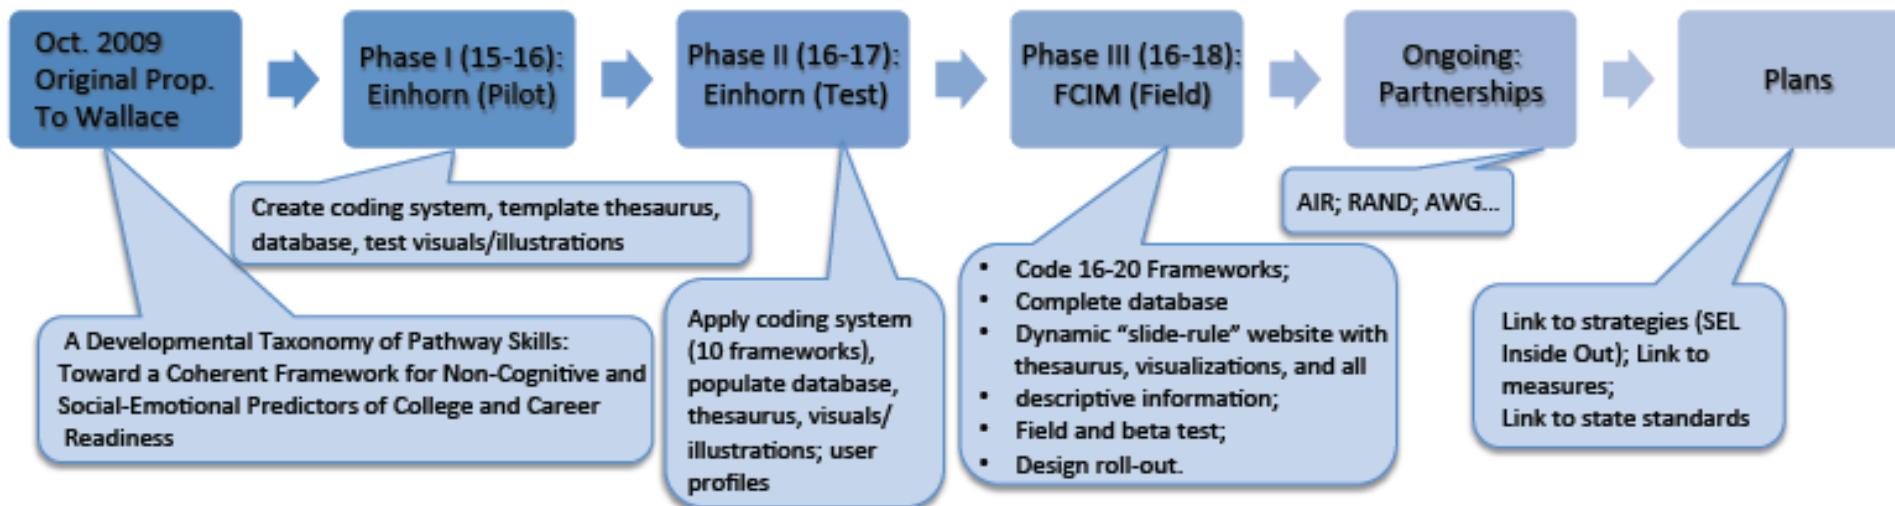 Oct. 2009
Original Prop.
To Wallace
Phase I (15-16):
Einhorn (Pilot)
Phase II (16-17):
Einhorn (Test)
Phase III (16-18):
FCIM (Field)
Ongoing:
Partnerships
Plans
A Developmental Taxonomy of Pathway Skills:
Toward a Coherent Framework for Non-Cognitive and
Social-Emotional Predictors of College and Career
Readiness
Create coding system, template thesaurus,
database, test visuals/illustrations
Apply coding system
(10 frameworks),
populate database,
thesaurus, visuals/
illustrations; user
profiles
• Code 16-20 Frameworks;
• Complete database
• Dynamic “slide-rule” website with
thesaurus, visualizations, and all
• descriptive information;
• Field and beta test;
• Design roll-out.
AIR; RAND; AWG...
Link to strategies (SEL
Inside Out); Link to
measures;
Link to state standards